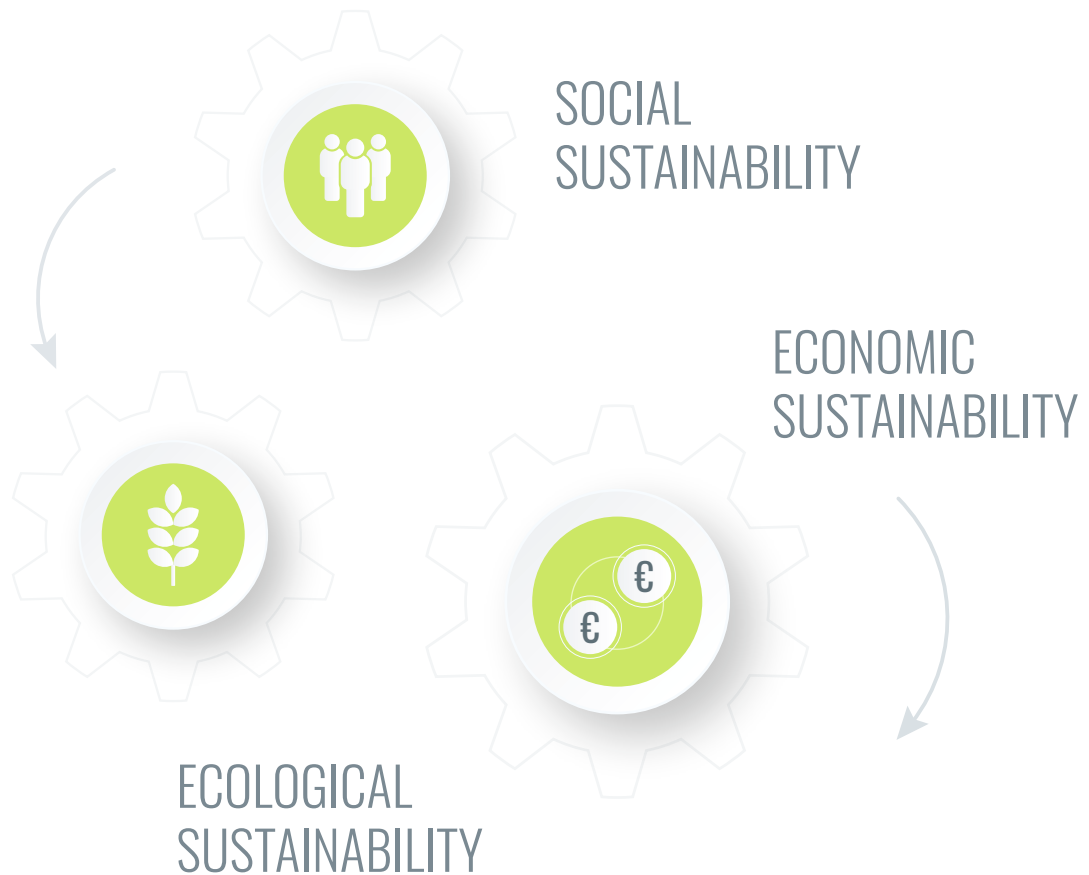 SOCIAL
SUSTAINABILITY
ECONOMIC
SUSTAINABILITY
€
€
ECOLOGICAL
SUSTAINABILITY